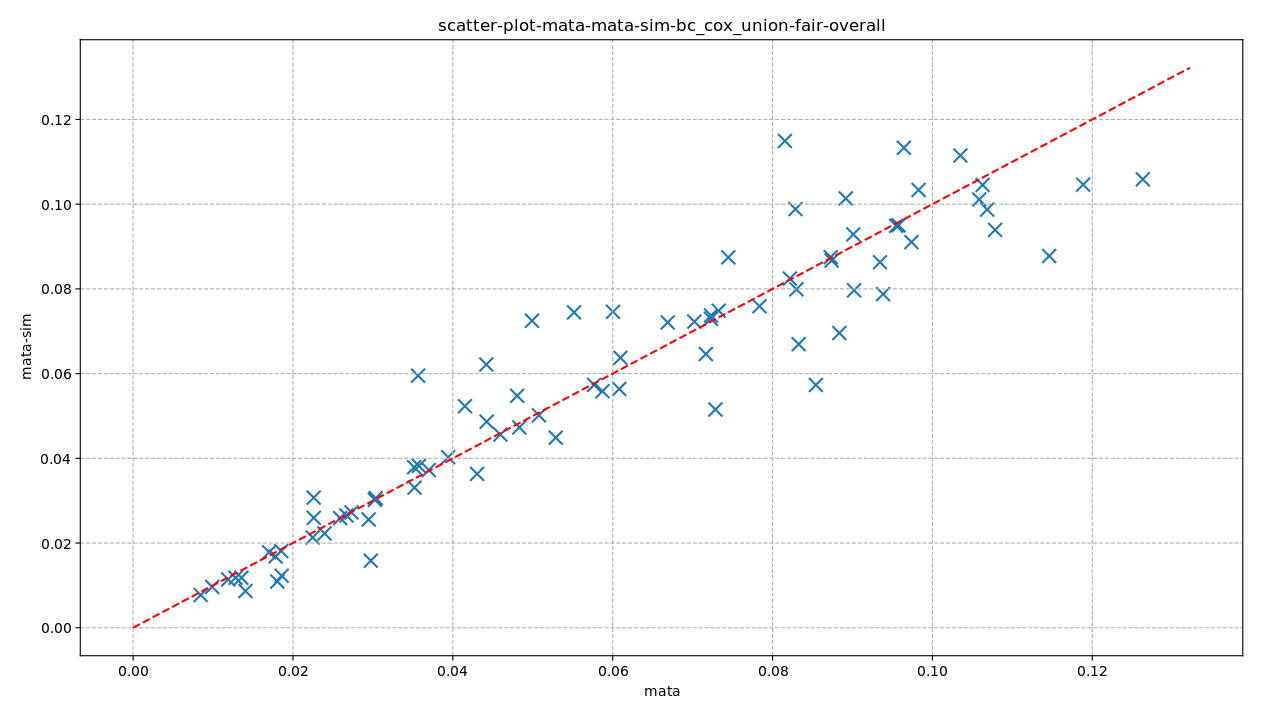 scatter-plot-mata-mata-sim-bc_cox_union-fair-overall
mata-sim
0.12
0.10
0.08
0.06
0.04
0.02
0.00
0.00 0.02 0.04 0.06 0.08 0.10 0.12
mata